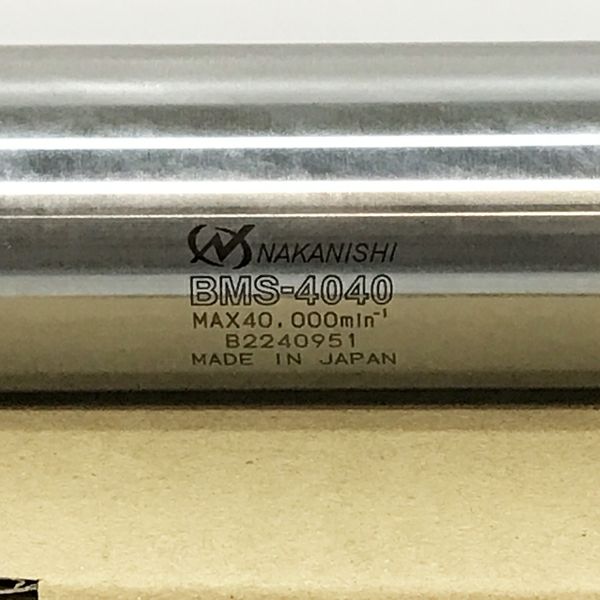 NAKANISHI
BMS-4040
MAX40,000min⁻¹
B2240951
MADE IN JAPAN